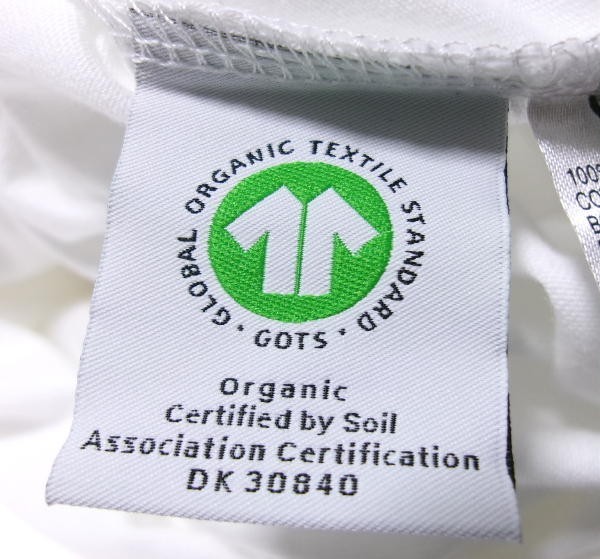 GLOBAL ORGANIC TEXTILE STANDARD · GOTS ·
Organic
Certified by Soil
Association Certification
DK 30840